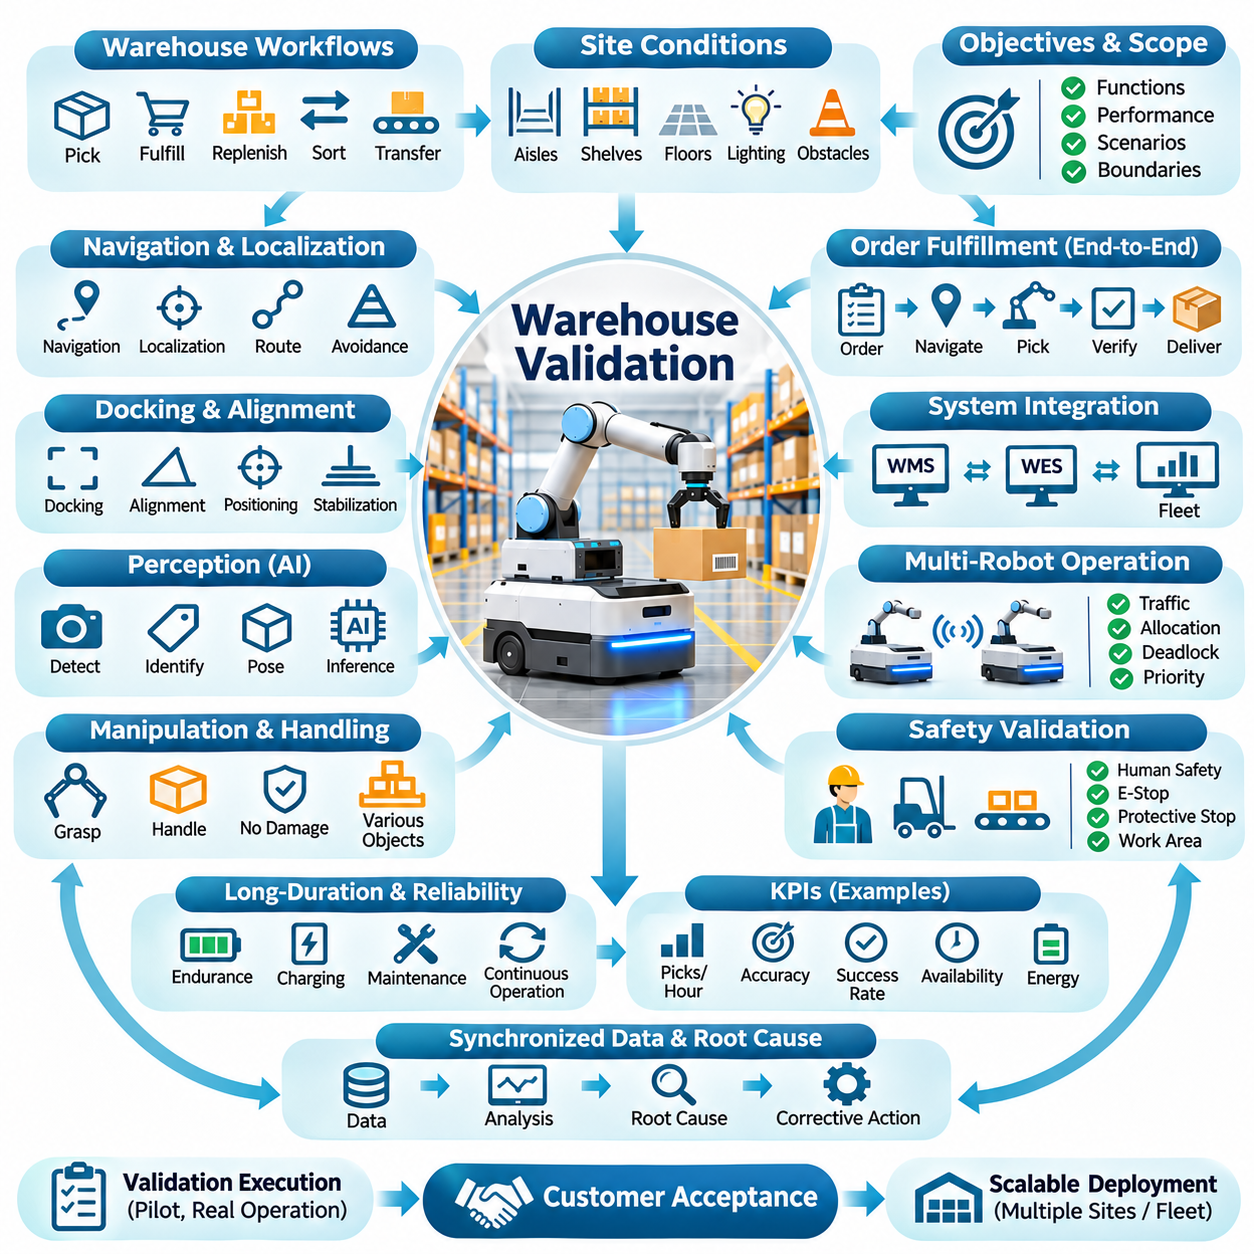 Warehouse Workflows
Pick
Fulfill
Replenish
Sort
Transfer
Site Conditions
Aisles
Shelves
Floors
Lighting
Obstacles
Objectives & Scope
Functions
Performance
Scenarios
Boundaries
Navigation & Localization
Navigation
Localization
Route
Avoidance
Order Fulfillment (End-to-End)
Order
Navigate
Pick
Verify
Deliver
Warehouse
Validation
Docking & Alignment
Docking
Alignment
Positioning
Stabilization
System Integration
WMS
WES
Fleet
Perception (AI)
Detect
Identify
Pose
AI
Inference
Multi-Robot Operation
Traffic
Allocation
Deadlock
Priority
Manipulation & Handling
Grasp
Handle
No Damage
Various
Objects
Safety Validation
Human Safety
E-Stop
Protective Stop
Work Area
Long-Duration & Reliability
Endurance
Charging
Maintenance
Continuous
Operation
KPIs (Examples)
Picks/
Hour
Accuracy
Success
Rate
Availability
Energy
Synchronized Data & Root Cause
Data
Analysis
Root Cause
Corrective Action
Validation Execution
(Pilot, Real Operation)
Customer Acceptance
Scalable Deployment
(Multiple Sites / Fleet)